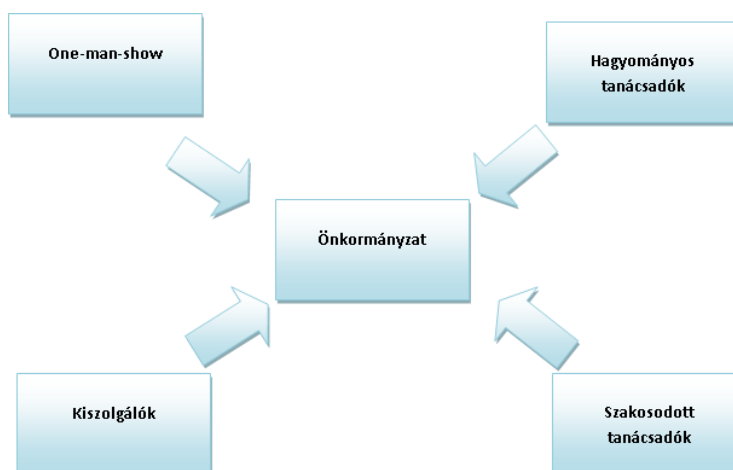 One-man-show
Hagyományos
tanácsadók
Önkormányzat
Kiszolgálók
Szakosodott
tanácsadók